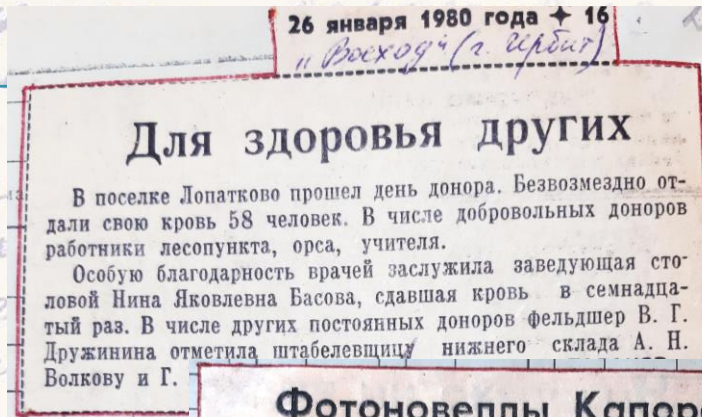 26 января 1980 года ✦ 16
„Восход" (г. Ирбит)
Для здоровья других
В поселке Лопатково прошел день донора. Безвозмездно от-
дали свою кровь 58 человек. В числе добровольных доноров
работники лесопункта, орса, учителя.
Особую благодарность врачей заслужила заведующая сто-
ловой Нина Яковлевна Басова, сдавшая кровь в семнадца-
тый раз. В числе других постоянных доноров фельдшер В. Г.
Дружинина отметила штабелевщицу нижнего склада А. Н.
Волкову и Г.
Фотоновеллы